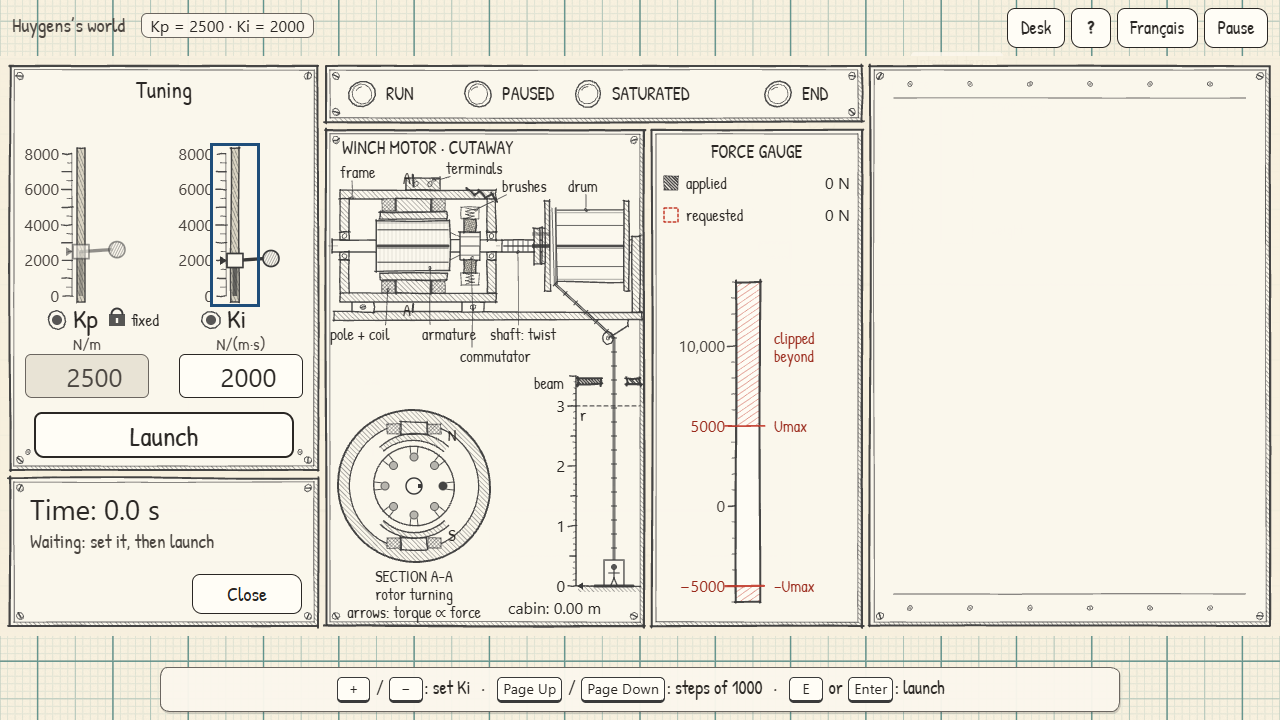 Huygens's world
Kp = 2500 · Ki = 2000
Desk
?
Français
Pause
Tuning
8000
6000
4000
2000
0
8000
6000
4000
2000
0
Kp
fixed
Ki
N/m
N/(m·s)
2500
2000
Launch
Time: 0.0 s
Waiting: set it, then launch
Close
RUN
PAUSED
SATURATED
END
WINCH MOTOR · CUTAWAY
frame
A
terminals
brushes
drum
A
pole + coil
armature
shaft: twist
commutator
beam
3
r
2
1
0
N
S
SECTION A-A
rotor turning
arrows: torque ∝ force
cabin: 0.00 m
FORCE GAUGE
applied
0 N
requested
0 N
10,000
clipped
beyond
5000
Umax
0
−5000
−Umax
+ / − : set Ki · Page Up / Page Down : steps of 1000 · E or Enter : launch